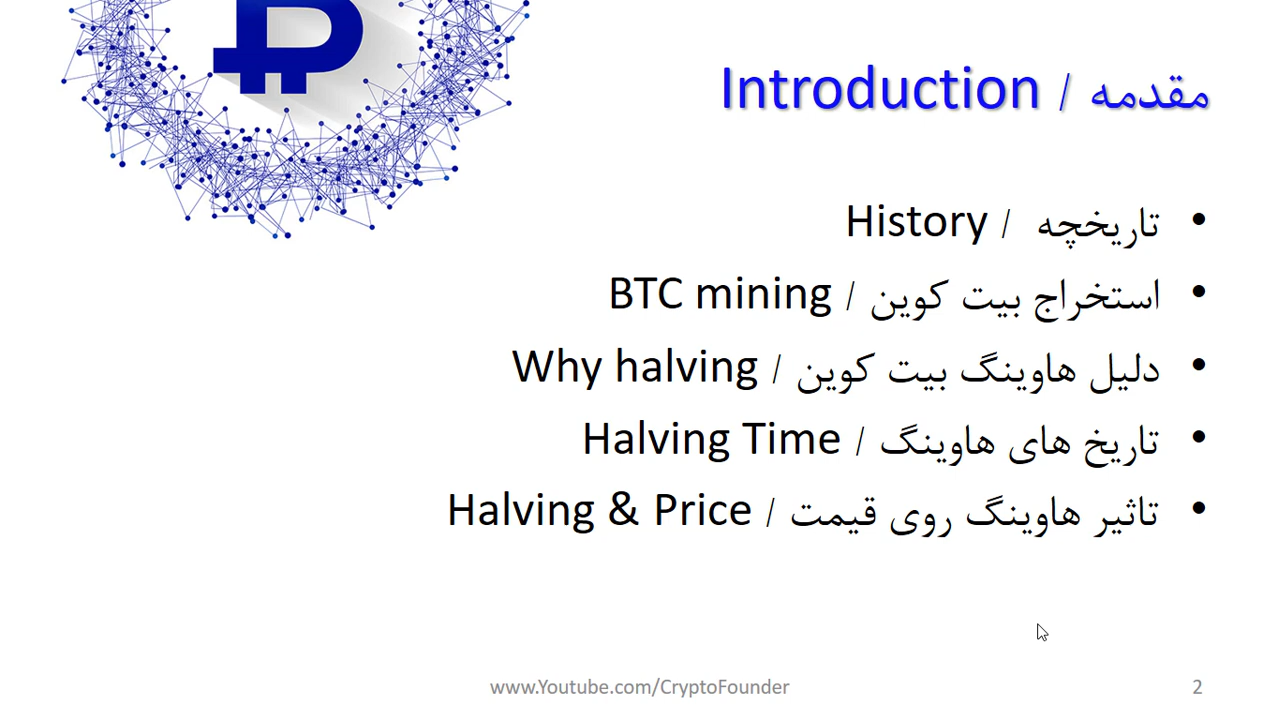 مقدمه / Introduction
• تاریخچه / History
• استخراج بیت کوین / BTC mining
• دلیل هاوینگ بیت کوین / Why halving
• تاریخ های هاوینگ / Halving Time
• تاثیر هاوینگ روی قیمت / Halving & Price
www.Youtube.com/CryptoFounder
2